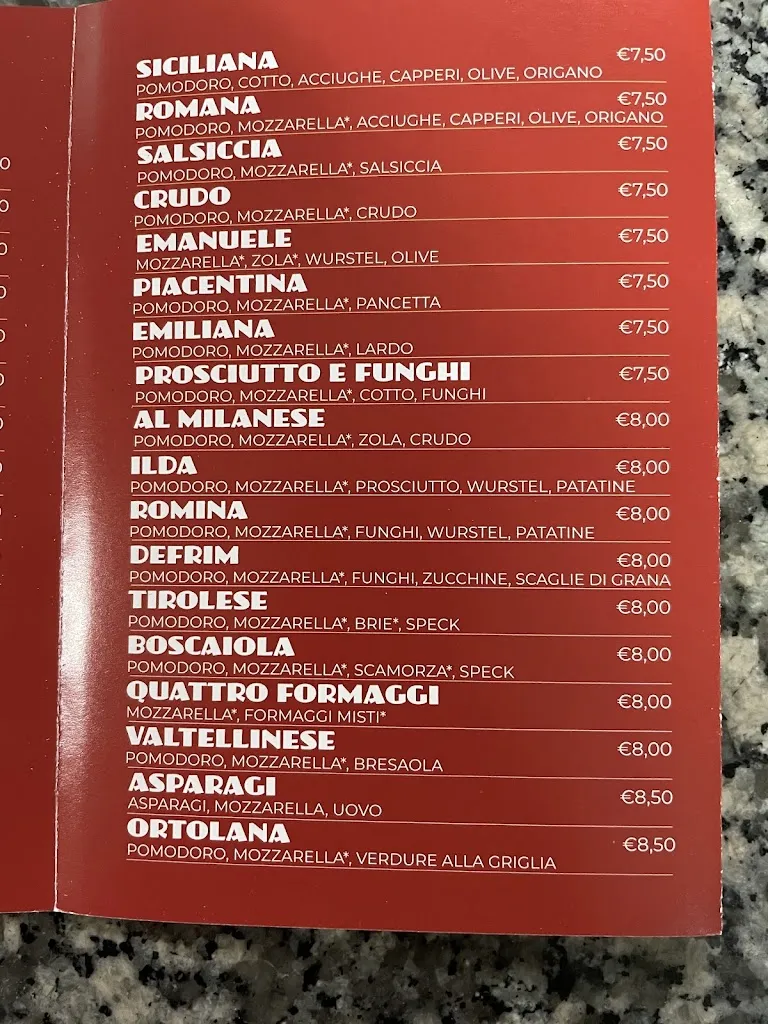 SICILIANA €7,50
POMODORO, COTTO, ACCIUGHE, CAPPERI, OLIVE, ORIGANO
ROMANA €7,50
POMODORO, MOZZARELLA*, ACCIUGHE, CAPPERI, OLIVE, ORIGANO
SALSICCIA €7,50
POMODORO, MOZZARELLA*, SALSICCIA
CRUDO €7,50
POMODORO, MOZZARELLA*, CRUDO
EMANUELE €7,50
MOZZARELLA*, ZOLA*, WURSTEL, OLIVE
PIACENTINA €7,50
POMODORO, MOZZARELLA*, PANCETTA
EMILIANA €7,50
POMODORO, MOZZARELLA*, LARDO
PROSCIUTTO E FUNGHI €7,50
POMODORO, MOZZARELLA*, COTTO, FUNGHI
AL MILANESE €8,00
POMODORO, MOZZARELLA*, ZOLA, CRUDO
ILDA €8,00
POMODORO, MOZZARELLA*, PROSCIUTTO, WURSTEL, PATATINE
ROMINA €8,00
POMODORO, MOZZARELLA*, FUNGHI, WURSTEL, PATATINE
DEFRIM €8,00
POMODORO, MOZZARELLA*, FUNGHI, ZUCCHINE, SCAGLIE DI GRANA
TIROLESE €8,00
POMODORO, MOZZARELLA*, BRIE*, SPECK
BOSCAIOLA €8,00
POMODORO, MOZZARELLA*, SCAMORZA*, SPECK
QUATTRO FORMAGGI €8,00
MOZZARELLA*, FORMAGGI MISTI*
VALTELLINESE €8,00
POMODORO, MOZZARELLA*, BRESAOLA
ASPARAGI €8,50
ASPARAGI, MOZZARELLA, UOVO
ORTOLANA €8,50
POMODORO, MOZZARELLA*, VERDURE ALLA GRIGLIA